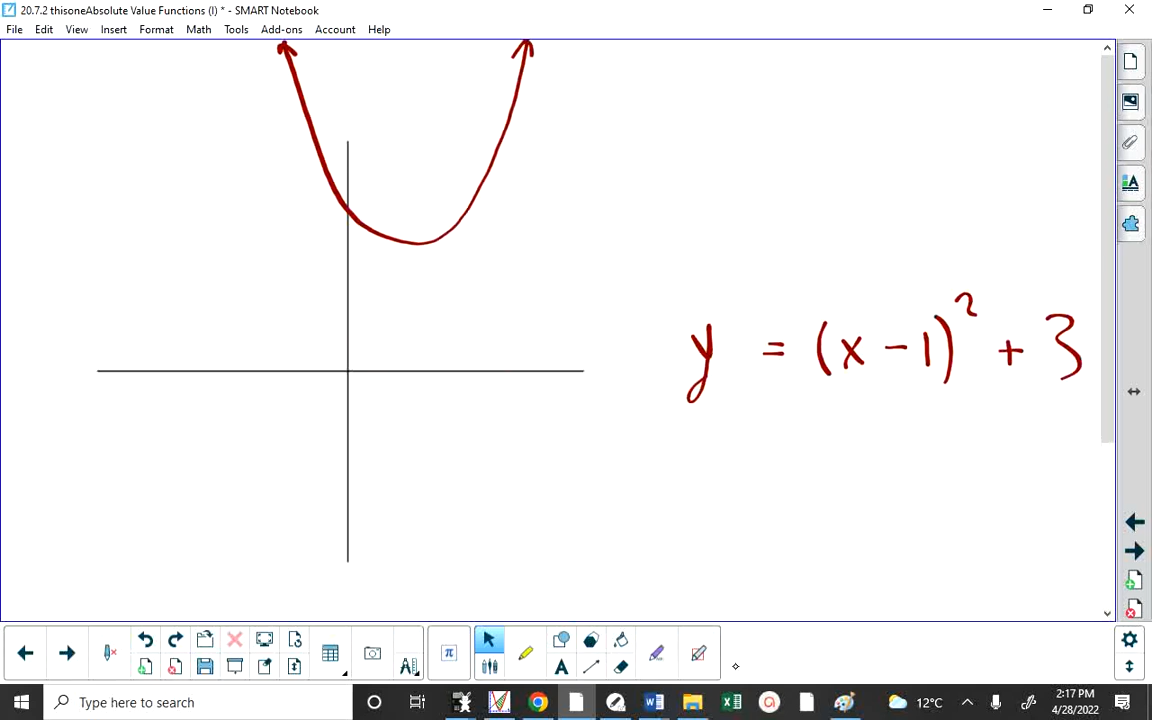 20.7.2 thisoneAbsolute Value Functions (I) * - SMART Notebook
File Edit View Insert Format Math Tools Add-ons Account Help
y = (x - 1)² + 3
π
A
Type here to search
12°C
2:17 PM
4/28/2022